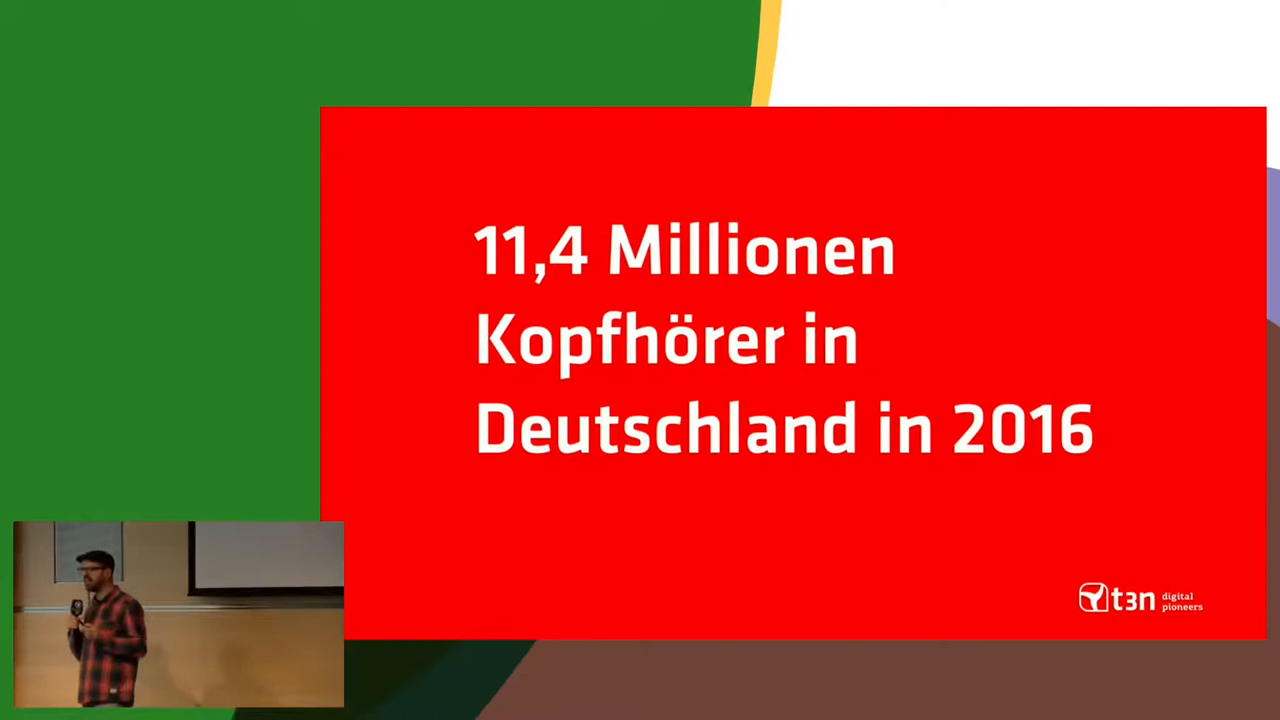 11,4 Millionen
Kopfhörer in
Deutschland in 2016
t3n digital
pioneers